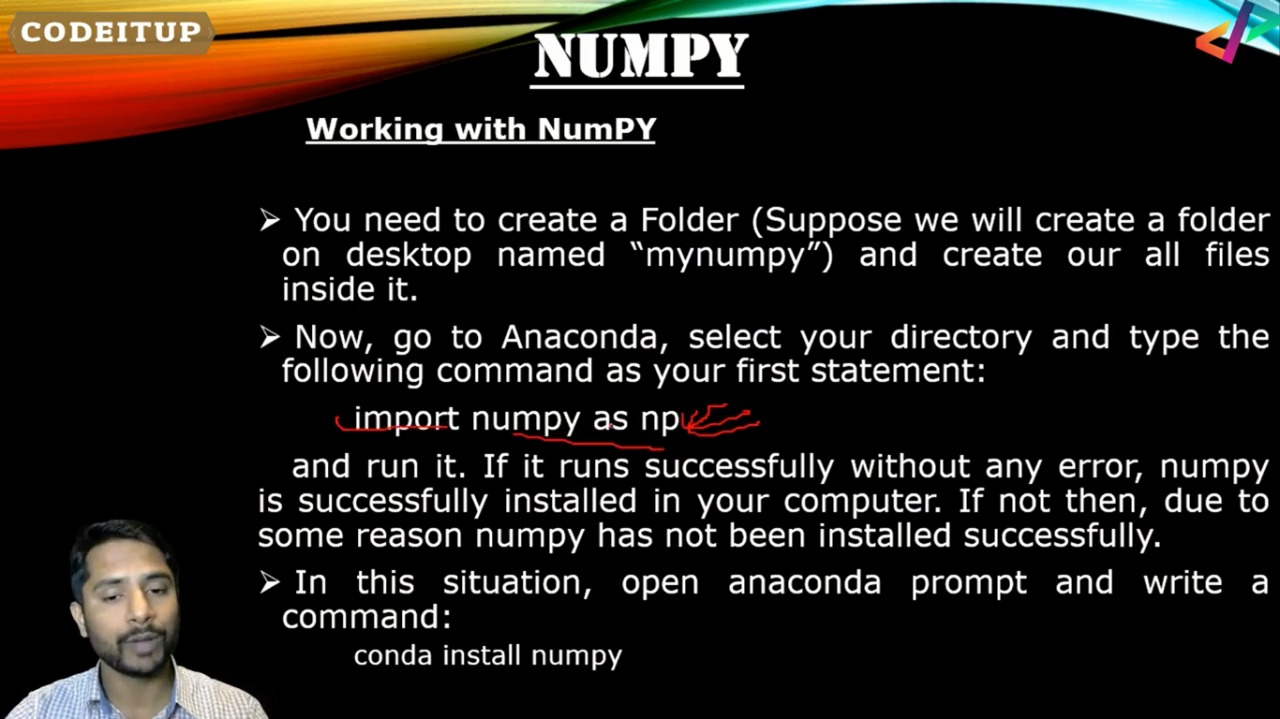 CODEITUP
NUMPY
Working with NumPY
➢ You need to create a Folder (Suppose we will create a folder
on desktop named “mynumpy”) and create our all files
inside it.
➢ Now, go to Anaconda, select your directory and type the
following command as your first statement:
import numpy as np
and run it. If it runs successfully without any error, numpy
is successfully installed in your computer. If not then, due to
some reason numpy has not been installed successfully.
➢ In this situation, open anaconda prompt and write a
command:
conda install numpy